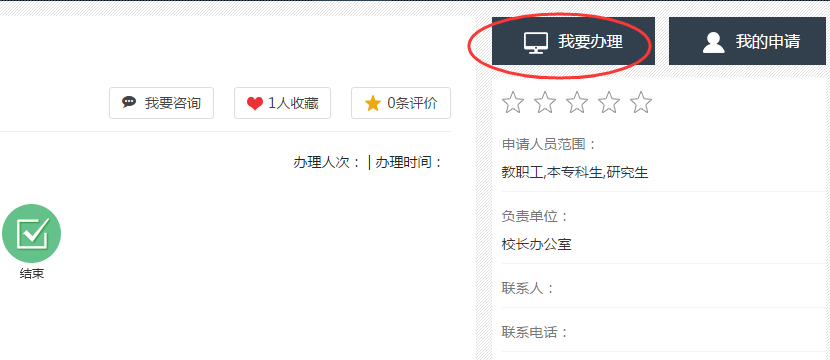 我要办理
我的申请
我要咨询
1人收藏
0条评价
办理人次： | 办理时间：
结束
申请人员范围：
教职工,本专科生,研究生
负责单位：
校长办公室
联系人：
联系电话：